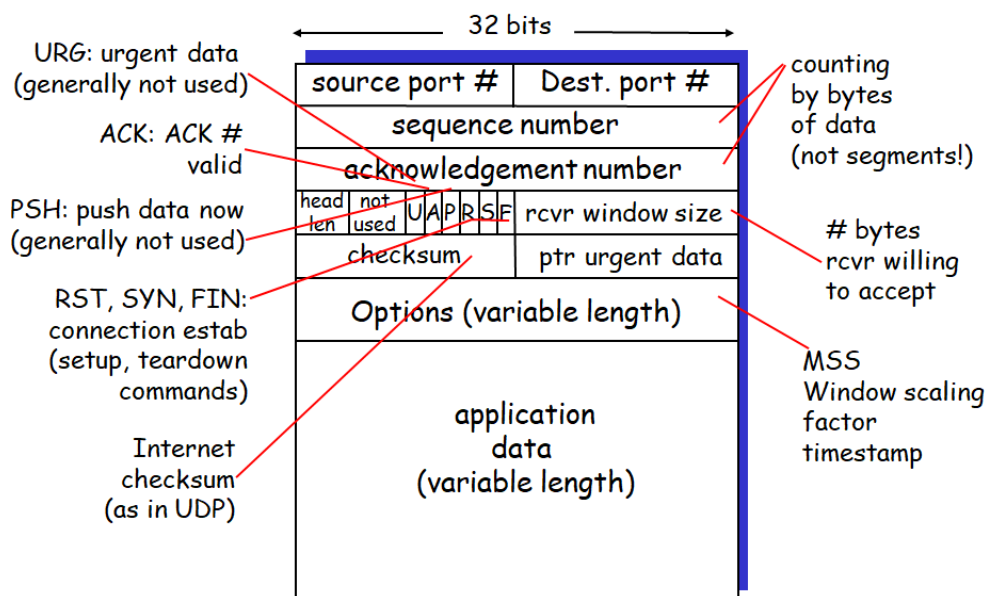 32 bits
URG: urgent data
(generally not used)
ACK: ACK #
valid
PSH: push data now
(generally not used)
RST, SYN, FIN:
connection estab
(setup, teardown
commands)
Internet
checksum
(as in UDP)
source port #
Dest. port #
sequence number
acknowledgement number
head
len
not
used
U
A
P
R
S
F
rcvr window size
checksum
ptr urgent data
Options (variable length)
application
data
(variable length)
counting
by bytes
of data
(not segments!)
# bytes
rcvr willing
to accept
MSS
Window scaling
factor
timestamp